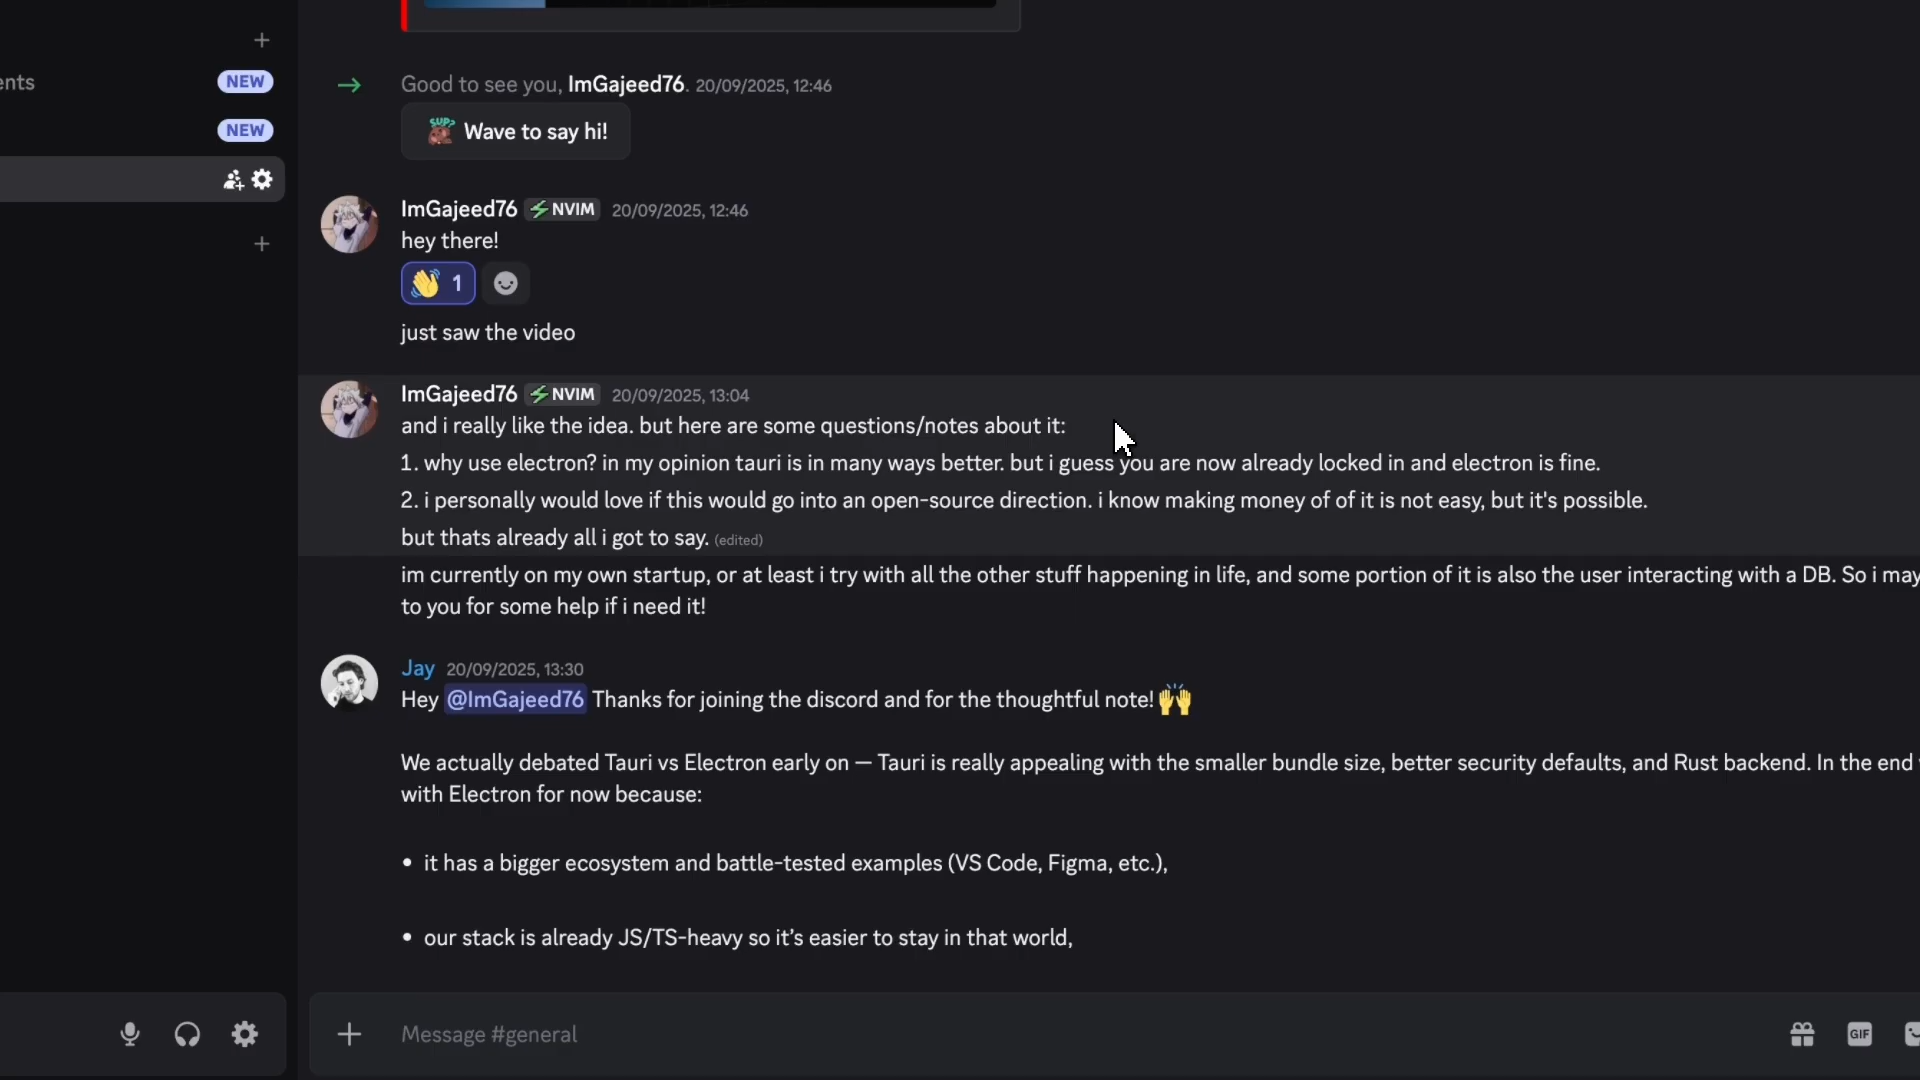 ents
NEW
NEW
Good to see you, ImGajeed76. 20/09/2025, 12:46
SUP?
Wave to say hi!
ImGajeed76 NVIM 20/09/2025, 12:46
hey there!
1
just saw the video
ImGajeed76 NVIM 20/09/2025, 13:04
and i really like the idea. but here are some questions/notes about it:
1. why use electron? in my opinion tauri is in many ways better. but i guess you are now already locked in and electron is fine.
2. i personally would love if this would go into an open-source direction. i know making money of of it is not easy, but it's possible.
but thats already all i got to say. (edited)
im currently on my own startup, or at least i try with all the other stuff happening in life, and some portion of it is also the user interacting with a DB. So i may
to you for some help if i need it!
Jay 20/09/2025, 13:30
Hey @ImGajeed76 Thanks for joining the discord and for the thoughtful note!
We actually debated Tauri vs Electron early on — Tauri is really appealing with the smaller bundle size, better security defaults, and Rust backend. In the end
with Electron for now because:
• it has a bigger ecosystem and battle-tested examples (VS Code, Figma, etc.),
• our stack is already JS/TS-heavy so it’s easier to stay in that world,
Message #general
GIF